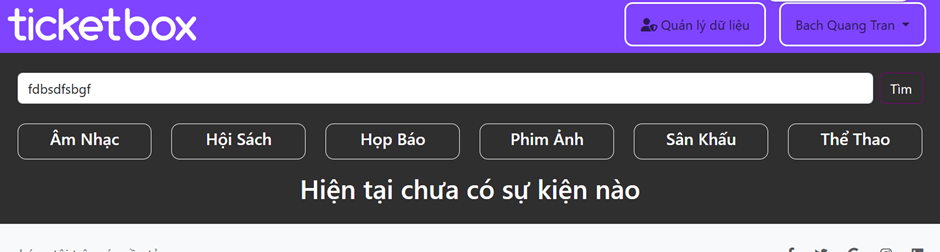 ticketbox
Quản lý dữ liệu
Bach Quang Tran
fdbsdfsbgf
Tìm
Âm Nhạc
Hội Sách
Họp Báo
Phim Ảnh
Sân Khấu
Thể Thao
Hiện tại chưa có sự kiện nào